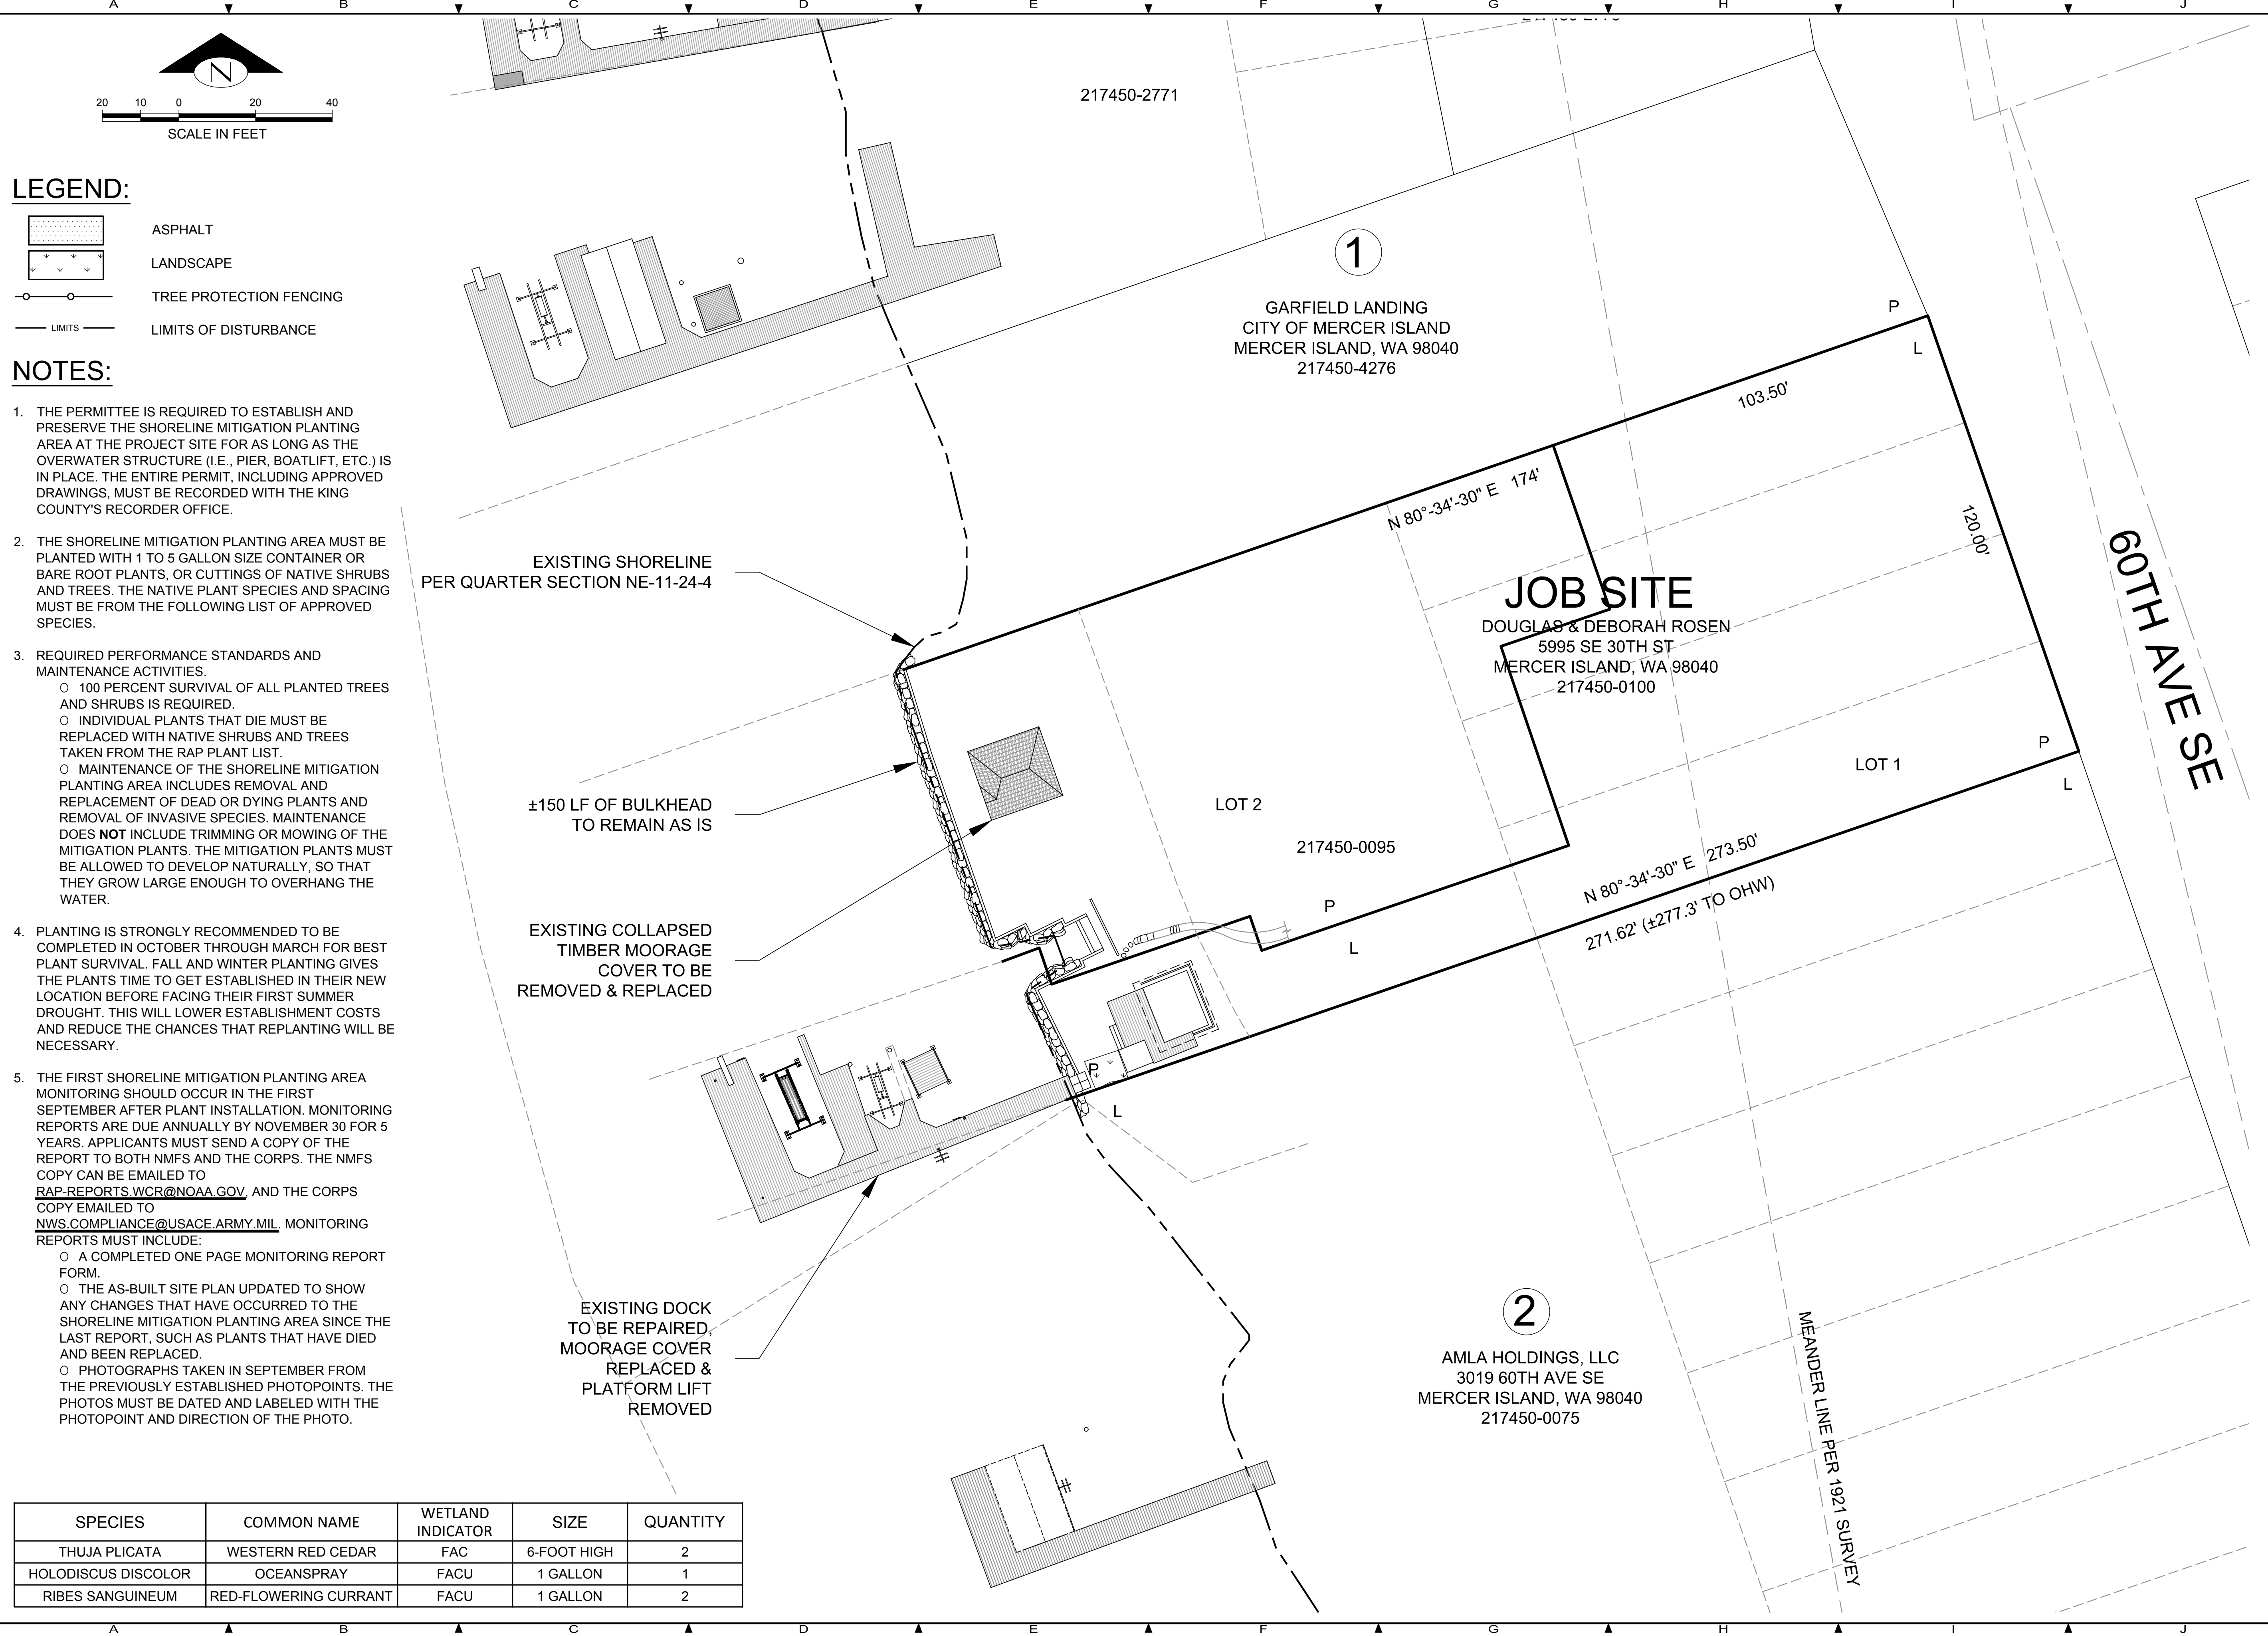 A B C D E F G H I J
N
20 10 0 20 40
SCALE IN FEET
LEGEND:
ASPHALT
LANDSCAPE
TREE PROTECTION FENCING
LIMITS
LIMITS OF DISTURBANCE
NOTES:
1. THE PERMITTEE IS REQUIRED TO ESTABLISH AND
PRESERVE THE SHORELINE MITIGATION PLANTING
AREA AT THE PROJECT SITE FOR AS LONG AS THE
OVERWATER STRUCTURE (I.E., PIER, BOATLIFT, ETC.) IS
IN PLACE. THE ENTIRE PERMIT, INCLUDING APPROVED
DRAWINGS, MUST BE RECORDED WITH THE KING
COUNTY'S RECORDER OFFICE.
2. THE SHORELINE MITIGATION PLANTING AREA MUST BE
PLANTED WITH 1 TO 5 GALLON SIZE CONTAINER OR
BARE ROOT PLANTS, OR CUTTINGS OF NATIVE SHRUBS
AND TREES. THE NATIVE PLANT SPECIES AND SPACING
MUST BE FROM THE FOLLOWING LIST OF APPROVED
SPECIES.
3. REQUIRED PERFORMANCE STANDARDS AND
MAINTENANCE ACTIVITIES.
O 100 PERCENT SURVIVAL OF ALL PLANTED TREES
AND SHRUBS IS REQUIRED.
O INDIVIDUAL PLANTS THAT DIE MUST BE
REPLACED WITH NATIVE SHRUBS AND TREES
TAKEN FROM THE RAP PLANT LIST.
O MAINTENANCE OF THE SHORELINE MITIGATION
PLANTING AREA INCLUDES REMOVAL AND
REPLACEMENT OF DEAD OR DYING PLANTS AND
REMOVAL OF INVASIVE SPECIES. MAINTENANCE
DOES NOT INCLUDE TRIMMING OR MOWING OF THE
MITIGATION PLANTS. THE MITIGATION PLANTS MUST
BE ALLOWED TO DEVELOP NATURALLY, SO THAT
THEY GROW LARGE ENOUGH TO OVERHANG THE
WATER.
4. PLANTING IS STRONGLY RECOMMENDED TO BE
COMPLETED IN OCTOBER THROUGH MARCH FOR BEST
PLANT SURVIVAL. FALL AND WINTER PLANTING GIVES
THE PLANTS TIME TO GET ESTABLISHED IN THEIR NEW
LOCATION BEFORE FACING THEIR FIRST SUMMER
DROUGHT. THIS WILL LOWER ESTABLISHMENT COSTS
AND REDUCE THE CHANCES THAT REPLANTING WILL BE
NECESSARY.
5. THE FIRST SHORELINE MITIGATION PLANTING AREA
MONITORING SHOULD OCCUR IN THE FIRST
SEPTEMBER AFTER PLANT INSTALLATION. MONITORING
REPORTS ARE DUE ANNUALLY BY NOVEMBER 30 FOR 5
YEARS. APPLICANTS MUST SEND A COPY OF THE
REPORT TO BOTH NMFS AND THE CORPS. THE NMFS
COPY CAN BE EMAILED TO
RAP-REPORTS.WCR@NOAA.GOV, AND THE CORPS
COPY EMAILED TO
NWS.COMPLIANCE@USACE.ARMY.MIL. MONITORING
REPORTS MUST INCLUDE:
O A COMPLETED ONE PAGE MONITORING REPORT
FORM.
O THE AS-BUILT SITE PLAN UPDATED TO SHOW
ANY CHANGES THAT HAVE OCCURRED TO THE
SHORELINE MITIGATION PLANTING AREA SINCE THE
LAST REPORT, SUCH AS PLANTS THAT HAVE DIED
AND BEEN REPLACED.
O PHOTOGRAPHS TAKEN IN SEPTEMBER FROM
THE PREVIOUSLY ESTABLISHED PHOTOPOINTS. THE
PHOTOS MUST BE DATED AND LABELED WITH THE
PHOTOPOINT AND DIRECTION OF THE PHOTO.
217450-2771
1
GARFIELD LANDING
CITY OF MERCER ISLAND
MERCER ISLAND, WA 98040
217450-4276
P
L
103.50'
N 80°-34'-30" E 174'
120.00'
60TH AVE SE
EXISTING SHORELINE
PER QUARTER SECTION NE-11-24-4
JOB SITE
DOUGLAS & DEBORAH ROSEN
5995 SE 30TH ST
MERCER ISLAND, WA 98040
217450-0100
±150 LF OF BULKHEAD
TO REMAIN AS IS
LOT 2
217450-0095
LOT 1
P
L
N 80°-34'-30" E 273.50'
271.62' (±277.3' TO OHW)
P
L
EXISTING COLLAPSED
TIMBER MOORAGE
COVER TO BE
REMOVED & REPLACED
P
L
EXISTING DOCK
TO BE REPAIRED,
MOORAGE COVER
REPLACED &
PLATFORM LIFT
REMOVED
2
AMLA HOLDINGS, LLC
3019 60TH AVE SE
MERCER ISLAND, WA 98040
217450-0075
MEANDER LINE PER 1921 SURVEY
SPECIES COMMON NAME WETLAND INDICATOR SIZE QUANTITY
THUJA PLICATA WESTERN RED CEDAR FAC 6-FOOT HIGH 2
HOLODISCUS DISCOLOR OCEANSPRAY FACU 1 GALLON 1
RIBES SANGUINEUM RED-FLOWERING CURRANT FACU 1 GALLON 2
A B C D E F G H I J